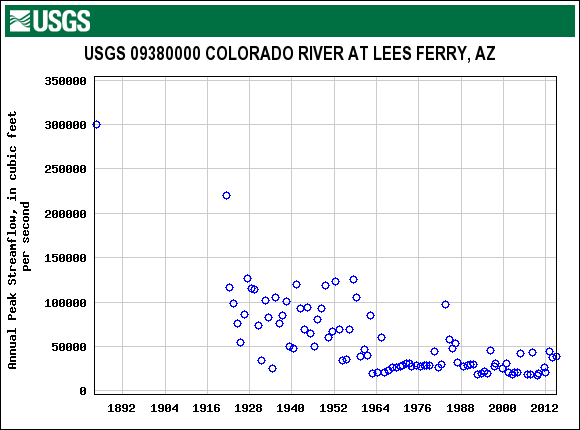 USGS
USGS 09380000 COLORADO RIVER AT LEES FERRY, AZ
Annual Peak Streamflow, in cubic feet
per second
350000
300000
250000
200000
150000
100000
50000
0
1892 1904 1916 1928 1940 1952 1964 1976 1988 2000 2012